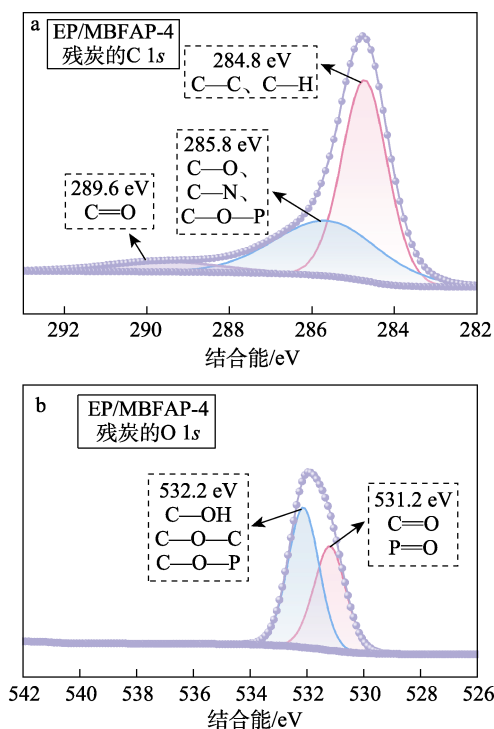 a
EP/MBFAP-4
残炭的C 1s
284.8 eV
C—C、C—H
285.8 eV
C—O、
C—N、
C—O—P
289.6 eV
C=O
292 290 288 286 284 282
结合能/eV
b
EP/MBFAP-4
残炭的O 1s
532.2 eV
C—OH
C—O—C
C—O—P
531.2 eV
C=O
P=O
542 540 538 536 534 532 530 528 526
结合能/eV